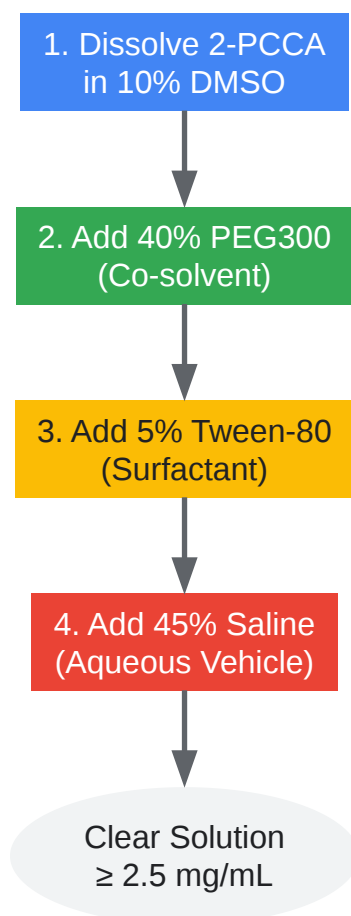 1. Dissolve 2-PCCA
in 10% DMSO
2. Add 40% PEG300
(Co-solvent)
3. Add 5% Tween-80
(Surfactant)
4. Add 45% Saline
(Aqueous Vehicle)
Clear Solution
≥ 2.5 mg/mL